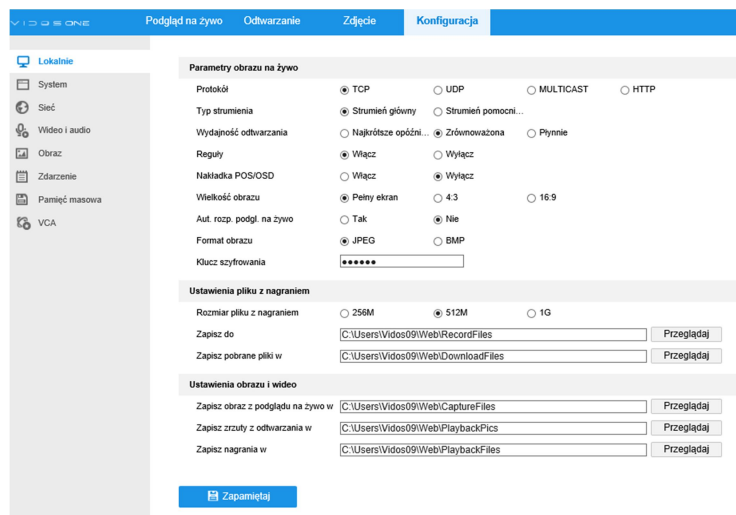 VIDOS ONE
Podgląd na żywo Odtwarzanie Zdjęcie Konfiguracja
Lokalnie
System
Sieć
Wideo i audio
Obraz
Zdarzenie
Pamięć masowa
VCA
Parametry obrazu na żywo
Protokół TCP UDP MULTICAST HTTP
Typ strumienia Strumień główny Strumień pomocni...
Wydajność odtwarzania Najkrótsze opóźni... Zrównoważona Płynnie
Reguły Włącz Wyłącz
Nakładka POS/OSD Włącz Wyłącz
Wielkość obrazu Pełny ekran 4:3 16:9
Aut. rozp. podgl. na żywo Tak Nie
Format obrazu JPEG BMP
Klucz szyfrowania ●●●●●●
Ustawienia pliku z nagraniem
Rozmiar pliku z nagraniem 256M 512M 1G
Zapisz do C:\Users\Vidos09\Web\RecordFiles Przeglądaj
Zapisz pobrane pliki w C:\Users\Vidos09\Web\DownloadFiles Przeglądaj
Ustawienia obrazu i wideo
Zapisz obraz z podglądu na żywo w C:\Users\Vidos09\Web\CaptureFiles Przeglądaj
Zapisz zrzuty z odtwarzania w C:\Users\Vidos09\Web\PlaybackPics Przeglądaj
Zapisz nagrania w C:\Users\Vidos09\Web\PlaybackFiles Przeglądaj
Zapamiętaj